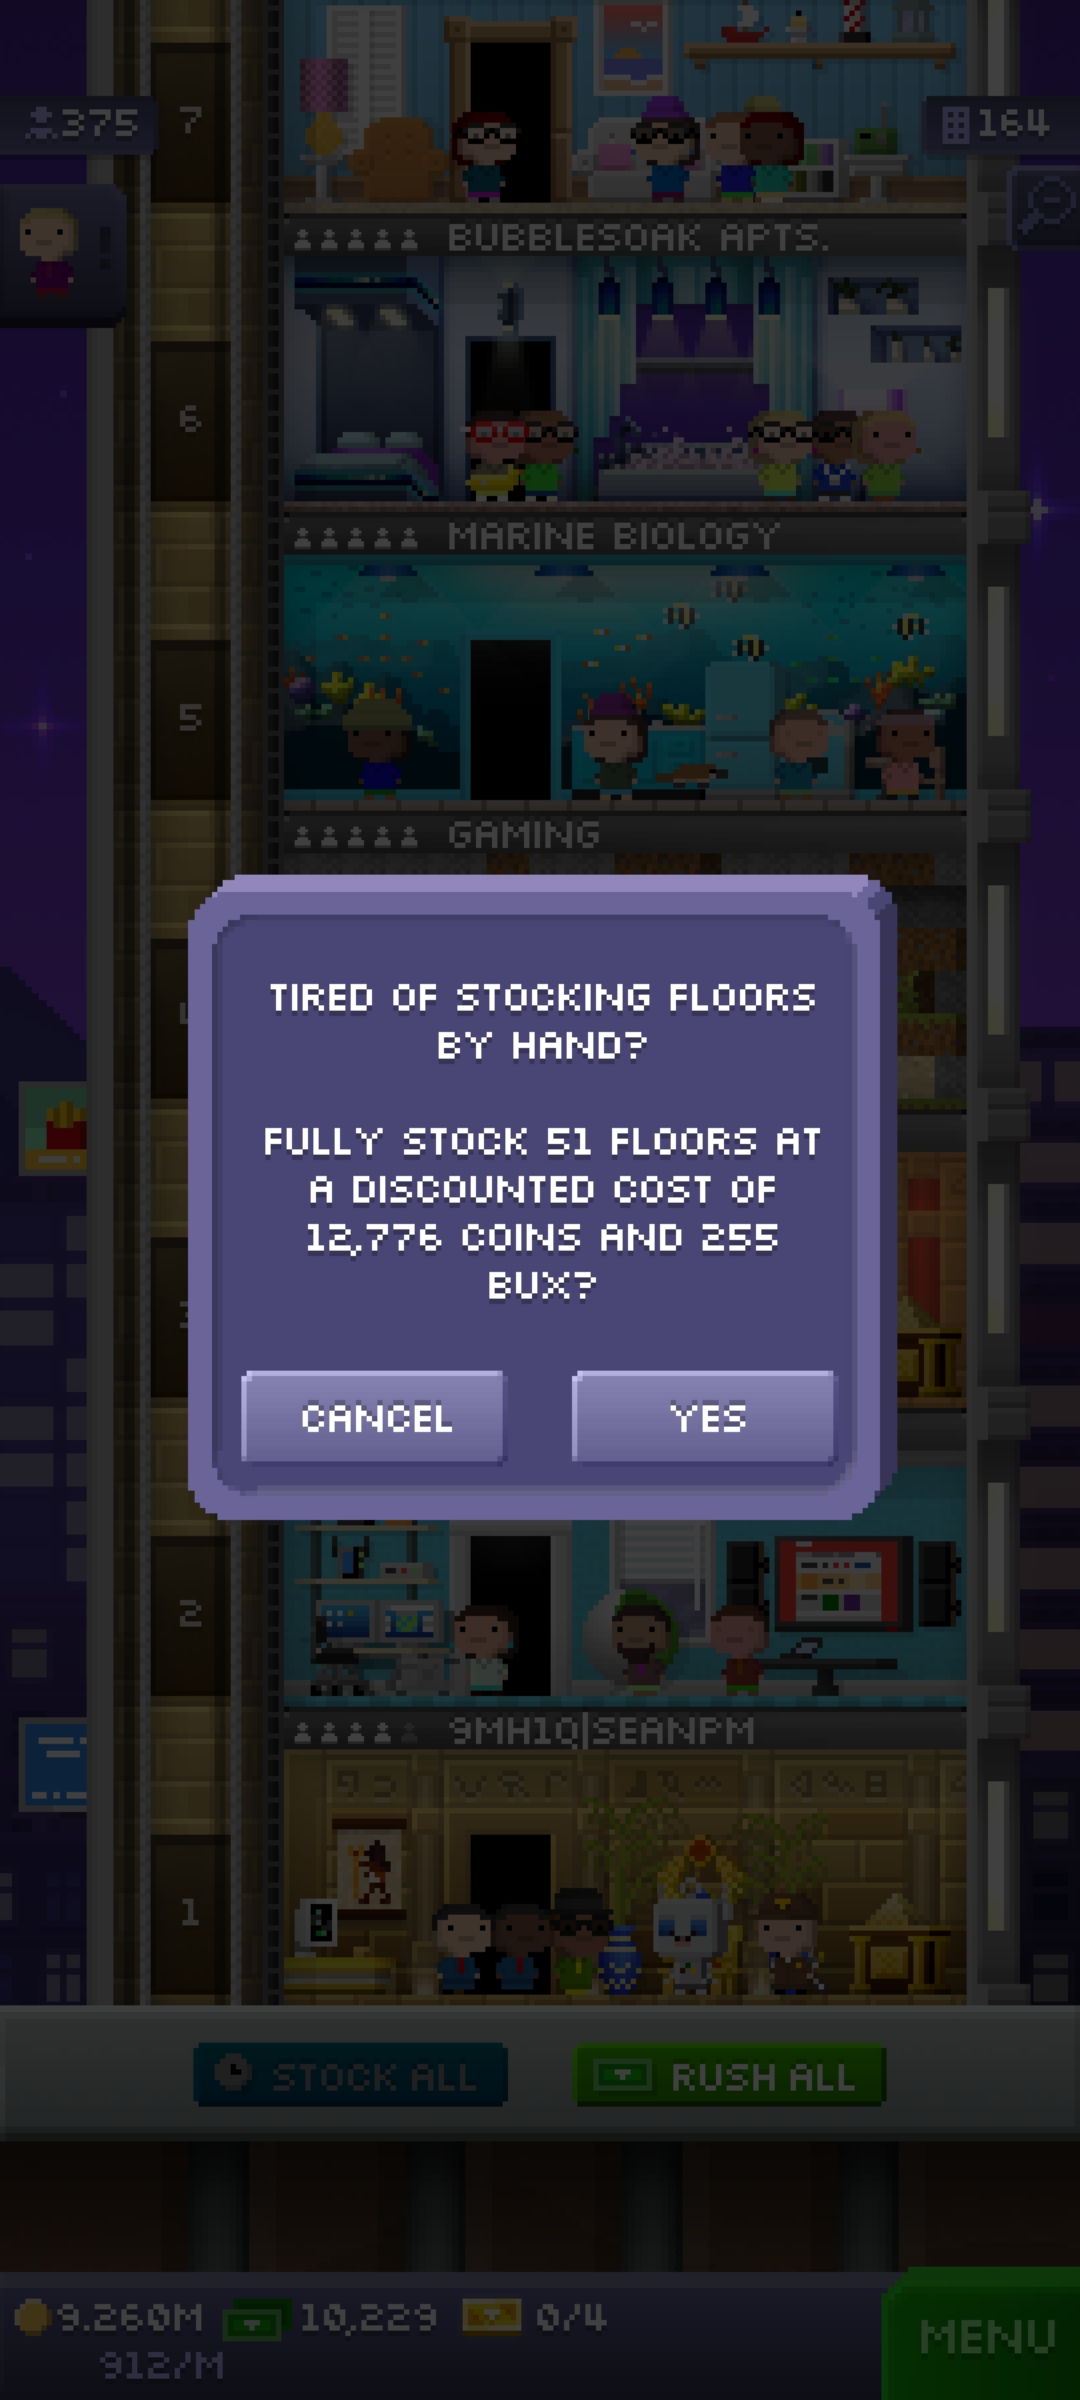 375
7
164
BUBBLESOAK APTS.
6
MARINE BIOLOGY
5
GAMING
TIRED OF STOCKING FLOORS
BY HAND?
FULLY STOCK 51 FLOORS AT
A DISCOUNTED COST OF
12,776 COINS AND 255
BUX?
CANCEL
YES
2
9MH1Q|SEANPM
1
STOCK ALL
RUSH ALL
9.260M
10,229
0/4
912/M
MENU